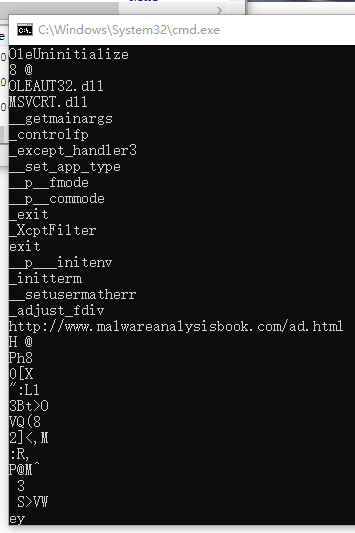 C:\Windows\System32\cmd.exe
OleUninitialize
8 @
OLEAUT32.dll
MSVCRT.dll
__getmainargs
_controlfp
_except_handler3
__set_app_type
__p__fmode
__p__commode
_exit
_XcptFilter
exit
__p___initenv
_initterm
__setusermatherr
_adjust_fdiv
http://www.malwareanalysisbook.com/ad.html
H @
Ph8
0[X
":L1
3Bt>O
VQ(8
2]<,M
:R,
P@M^
 3
 S>VW
ey